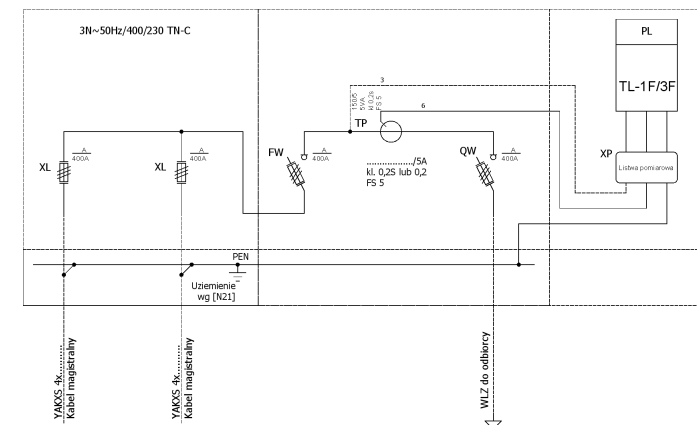 3N~50Hz/400/230 TN-C
PL
TL-1F/3F
XP
Listwa pomiarowa
3
6
150/5
5VA
kl 0,2s
FS 5
TP
............./5A
kl. 0,2S lub 0,2
FS 5
XL
A
400A
XL
A
400A
FW
A
400A
QW
A
400A
PEN
Uziemienie
wg [N21]
YAKXS 4x...........
Kabel magistralny
YAKXS 4x...........
Kabel magistralny
WLZ do odbiorcy